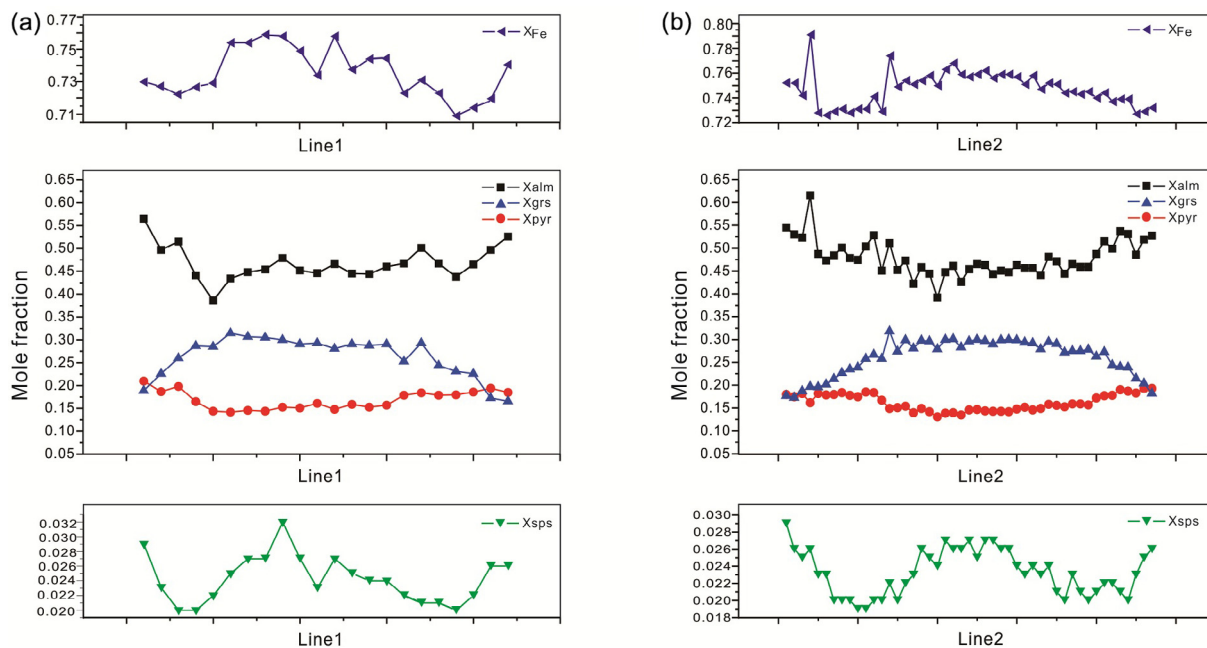 (a)
XFe
0.77
0.75
0.73
0.71
Line1
Xalm
Xgrs
Xpyr
0.65
0.60
0.55
0.50
0.45
0.40
0.35
0.30
0.25
0.20
0.15
0.10
0.05
Mole fraction
Line1
Xsps
0.032
0.030
0.028
0.026
0.024
0.022
0.020
Line1
(b)
XFe
0.80
0.78
0.76
0.74
0.72
Line2
Xalm
Xgrs
Xpyr
0.65
0.60
0.55
0.50
0.45
0.40
0.35
0.30
0.25
0.20
0.15
0.10
0.05
Mole fraction
Line2
Xsps
0.030
0.028
0.026
0.024
0.022
0.020
0.018
Line2